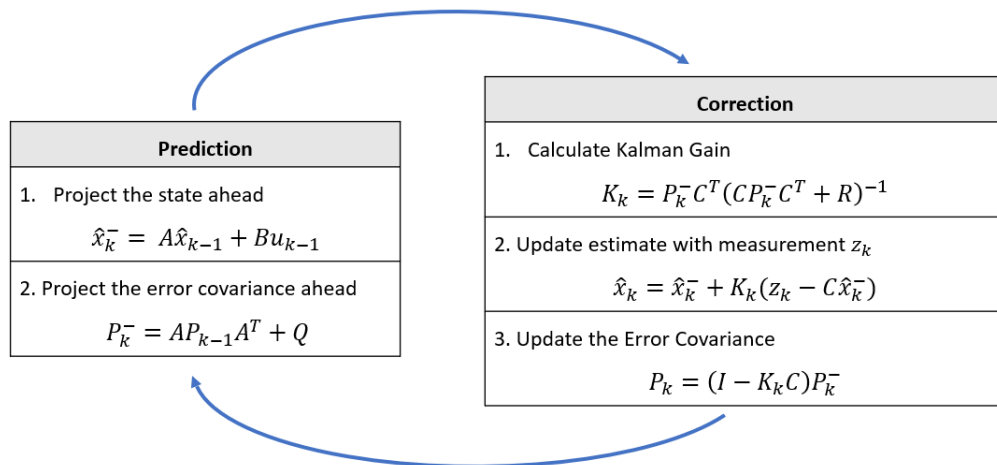 Prediction
1. Project the state ahead
x̂ₖ⁻ = Ax̂ₖ₋₁ + Buₖ₋₁
2. Project the error covariance ahead
Pₖ⁻ = APₖ₋₁Aᵀ + Q
Correction
1. Calculate Kalman Gain
Kₖ = Pₖ⁻Cᵀ(CPₖ⁻Cᵀ + R)⁻¹
2. Update estimate with measurement zₖ
x̂ₖ = x̂ₖ⁻ + Kₖ(zₖ − Cx̂ₖ⁻)
3. Update the Error Covariance
Pₖ = (I − KₖC)Pₖ⁻